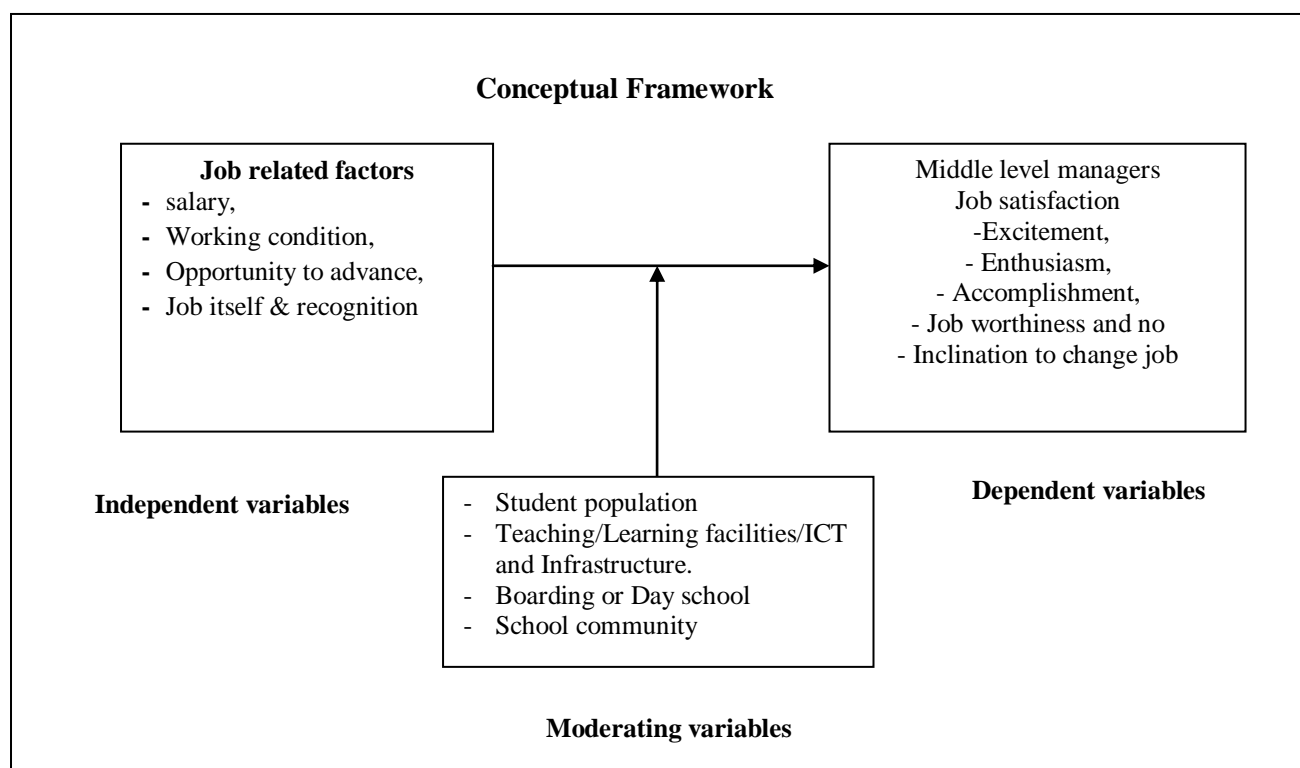 Conceptual Framework
Job related factors
- salary,
- Working condition,
- Opportunity to advance,
- Job itself & recognition
Middle level managers
Job satisfaction
-Excitement,
- Enthusiasm,
- Accomplishment,
- Job worthiness and no
- Inclination to change job
Independent variables
Dependent variables
- Student population
- Teaching/Learning facilities/ICT
and Infrastructure.
- Boarding or Day school
- School community
Moderating variables